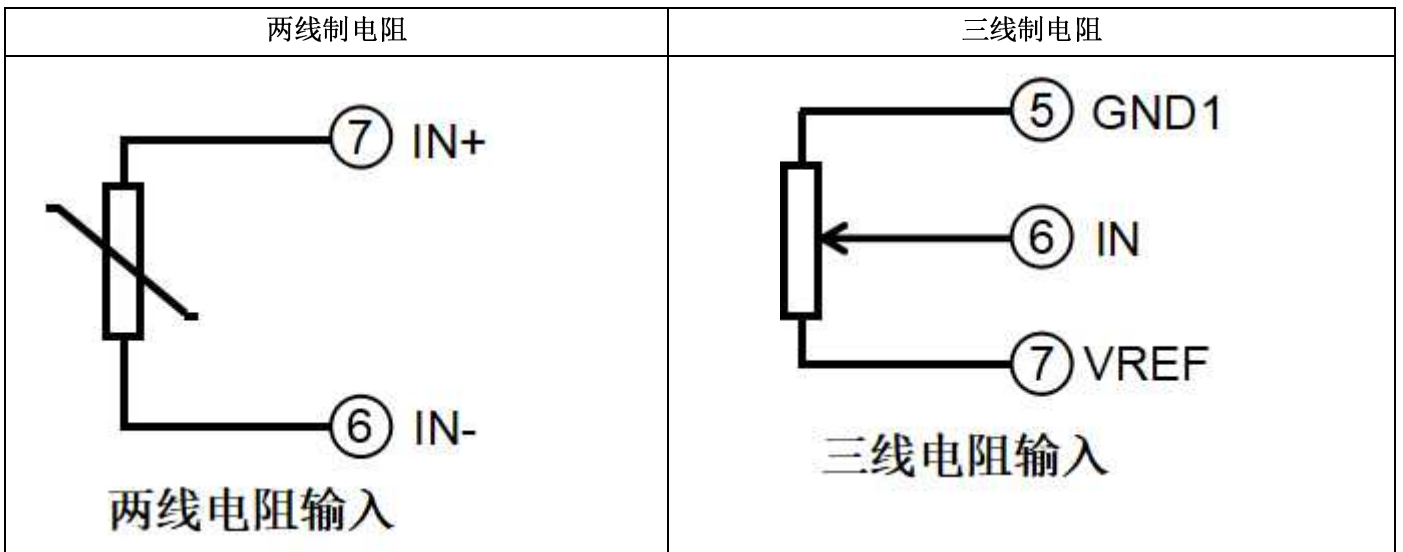 两线制电阻
三线制电阻
⑦ IN+
⑥ IN-
两线电阻输入
⑤ GND1
⑥ IN
⑦ VREF
三线电阻输入